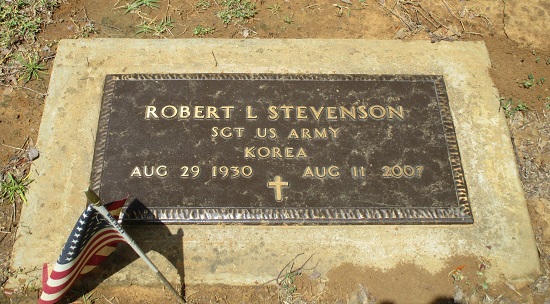 ROBERT L STEVENSON
SGT US ARMY
KOREA
AUG 29 1930 AUG 11 2007